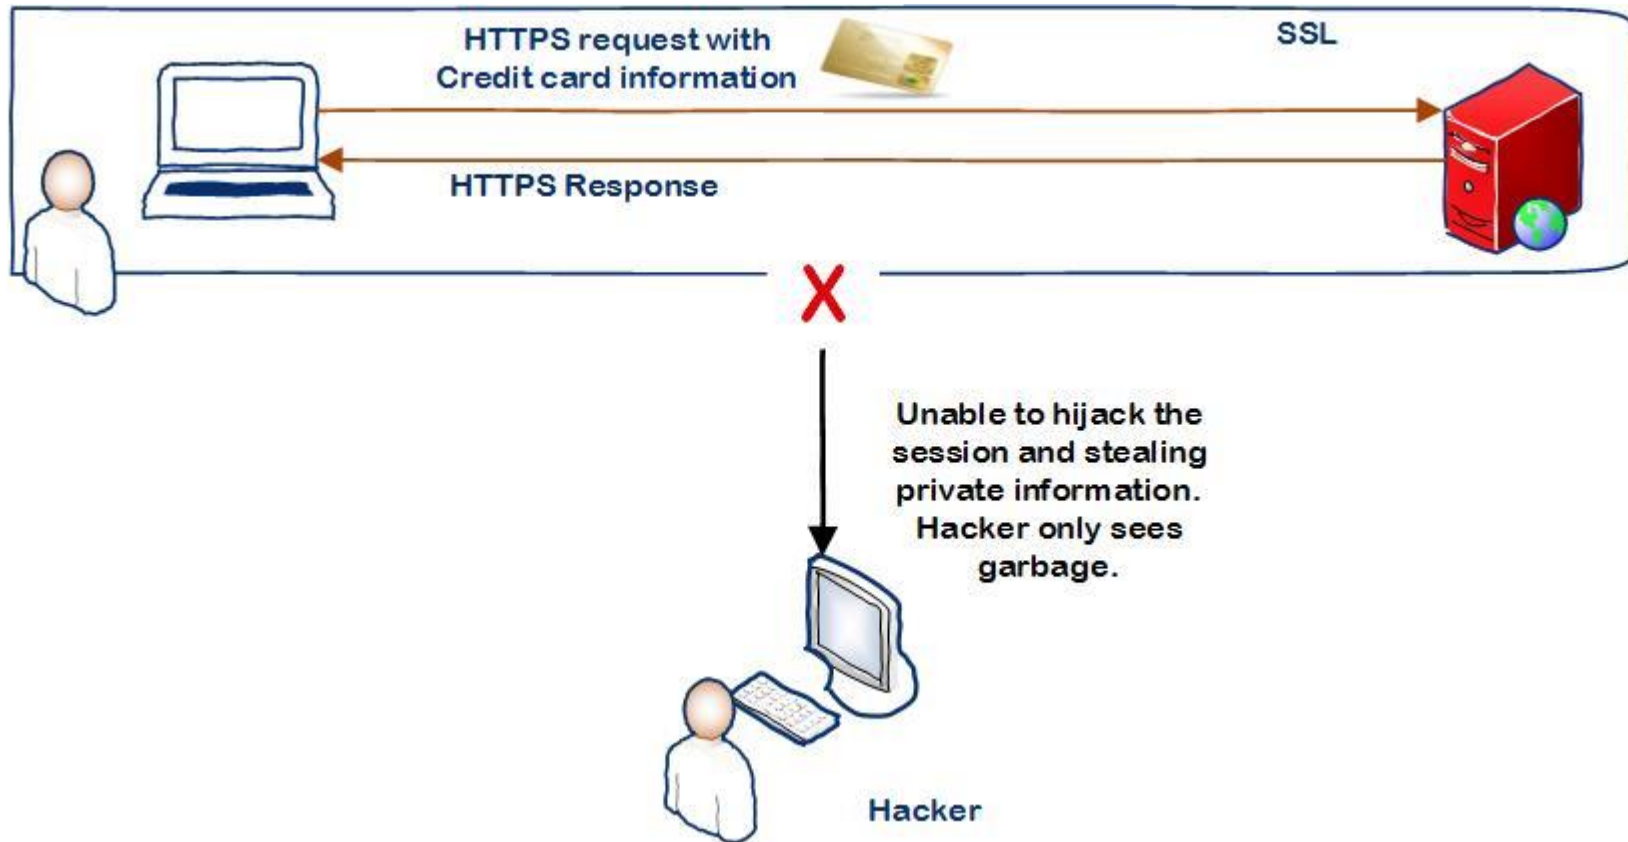 HTTPS request with
Credit card information
SSL
HTTPS Response
X
Unable to hijack the
session and stealing
private information.
Hacker only sees
garbage.
Hacker